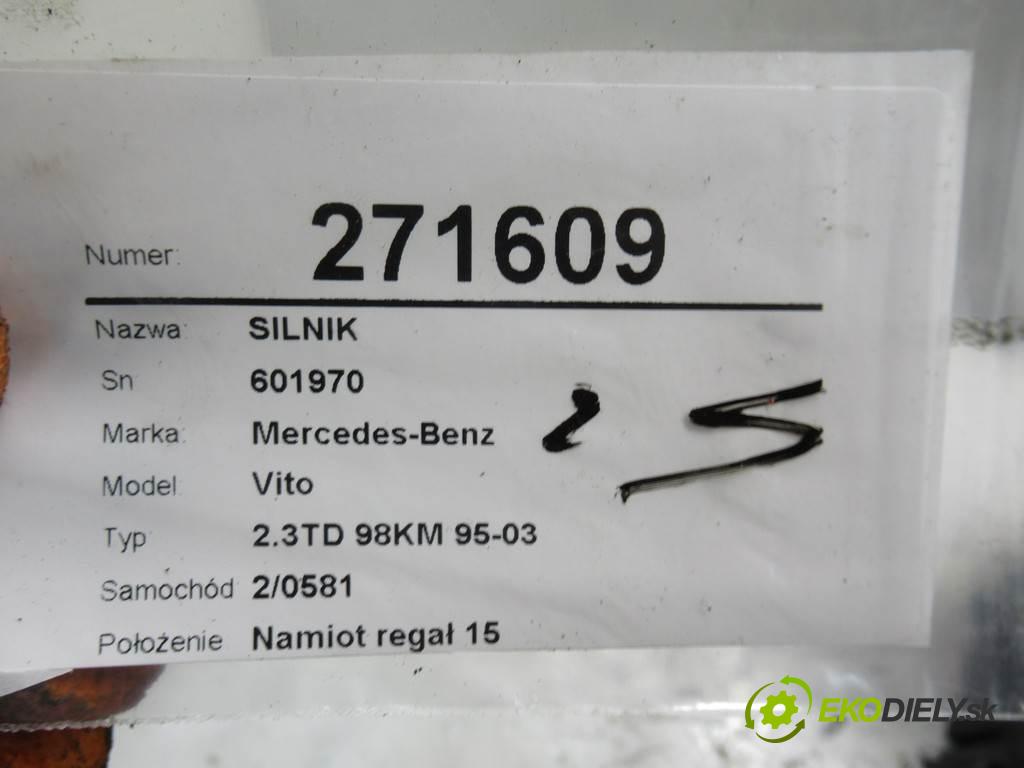 Numer: 271609
Nazwa: SILNIK
Sn 601970
Marka: Mercedes-Benz
Model Vito
Typ 2.3TD 98KM 95-03
Samochód 2/0581
Położenie Namiot regał 15
EKODIELY.sk